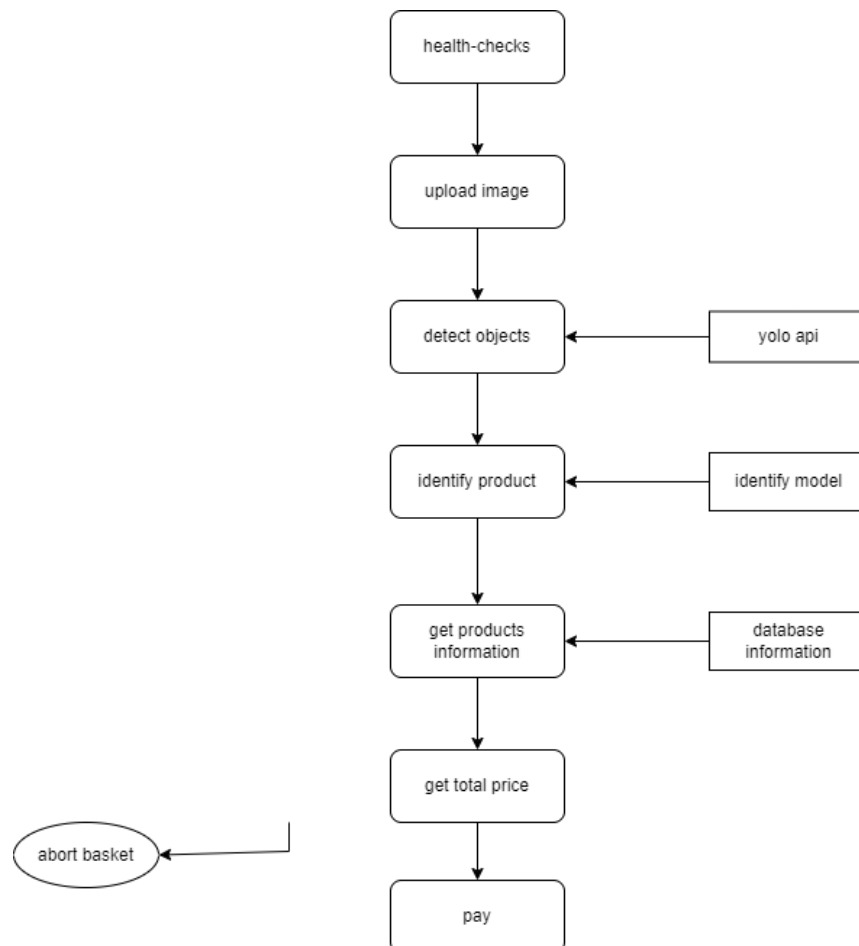 health-checks
upload image
detect objects
yolo api
identify product
identify model
get products
information
database
information
get total price
abort basket
pay